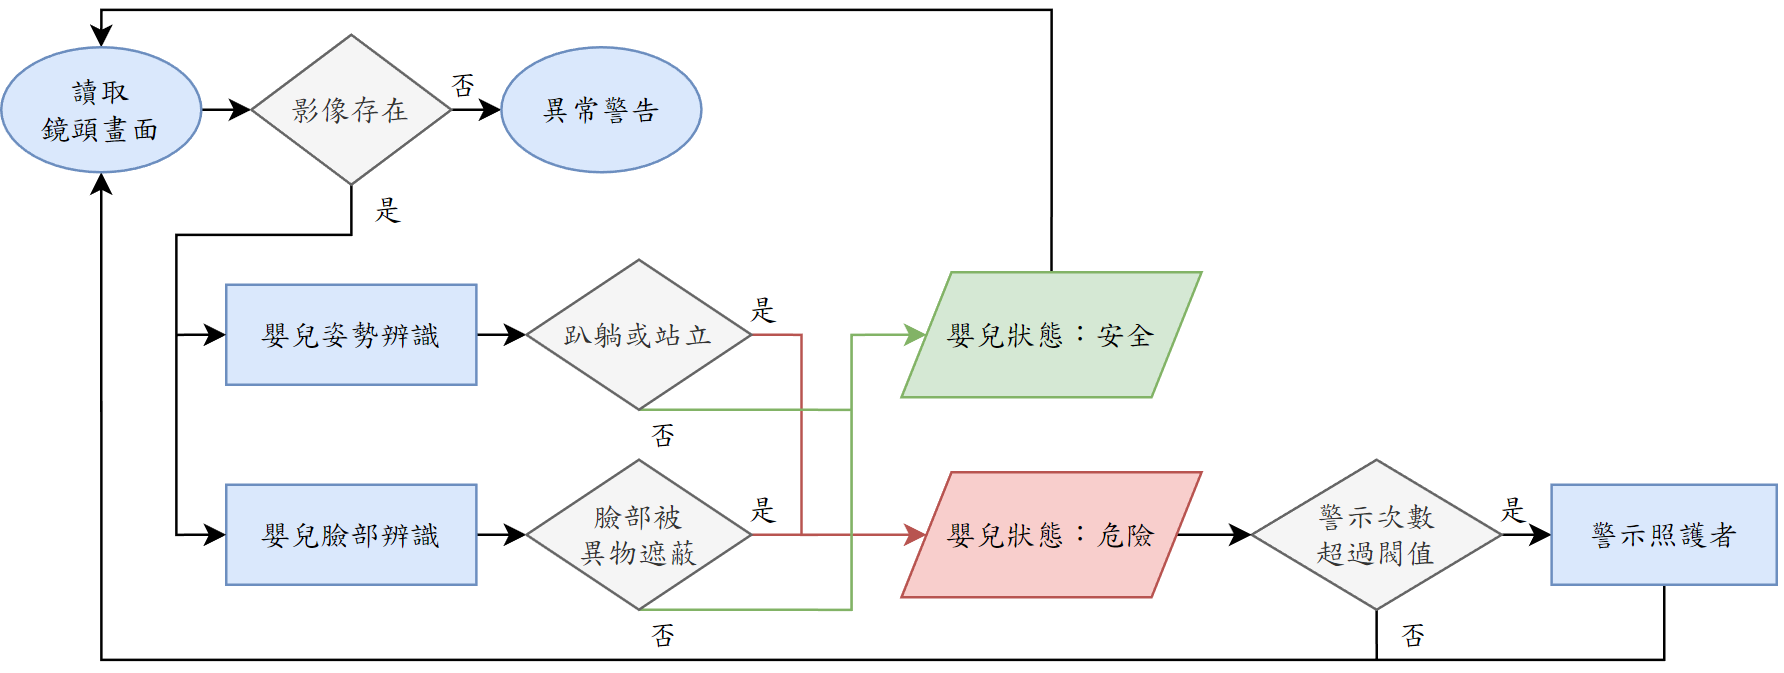 讀取
鏡頭畫面
影像存在
否
異常警告
是
嬰兒姿勢辨識
趴躺或站立
是
否
嬰兒狀態：安全
嬰兒臉部辨識
臉部被
異物遮蔽
是
否
嬰兒狀態：危險
警示次數
超過閥值
是
否
警示照護者